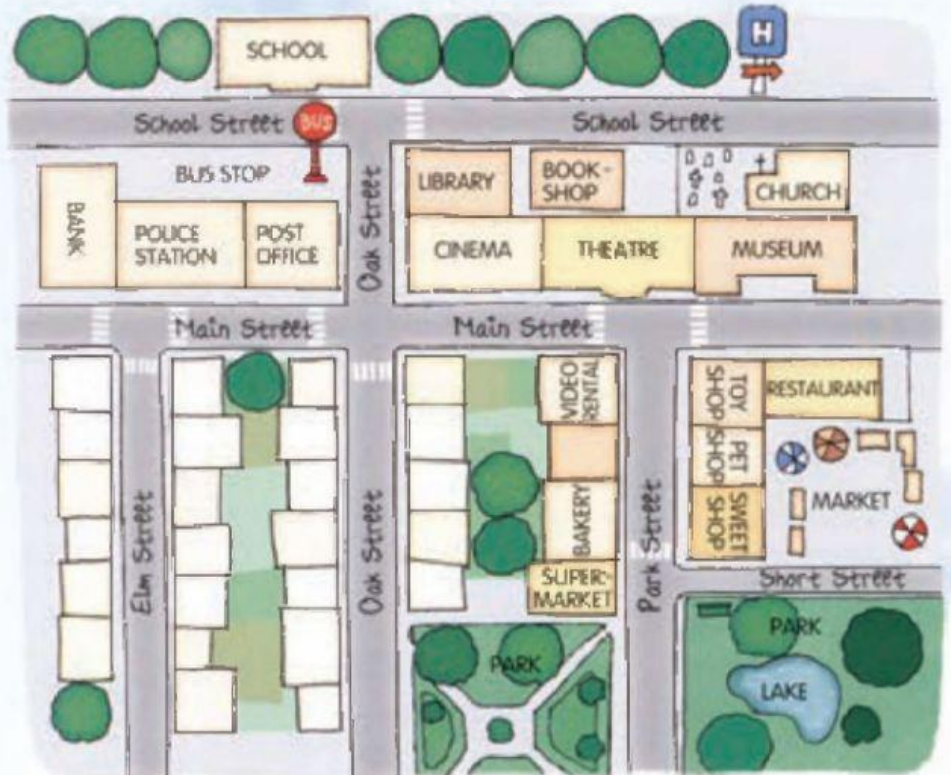 SCHOOL
H
School Street
BUS
School Street
BUS STOP
BANK
POLICE
STATION
POST
OFFICE
Oak Street
LIBRARY
BOOK-
SHOP
CHURCH
CINEMA
THEATRE
MUSEUM
Main Street
Main Street
VIDEO
RENTAL
TOY
SHOP
RESTAURANT
PET
SHOP
SWEET
SHOP
MARKET
BAKERY
SUPER-
MARKET
Elm Street
Oak Street
Park Street
Short Street
PARK
PARK
LAKE